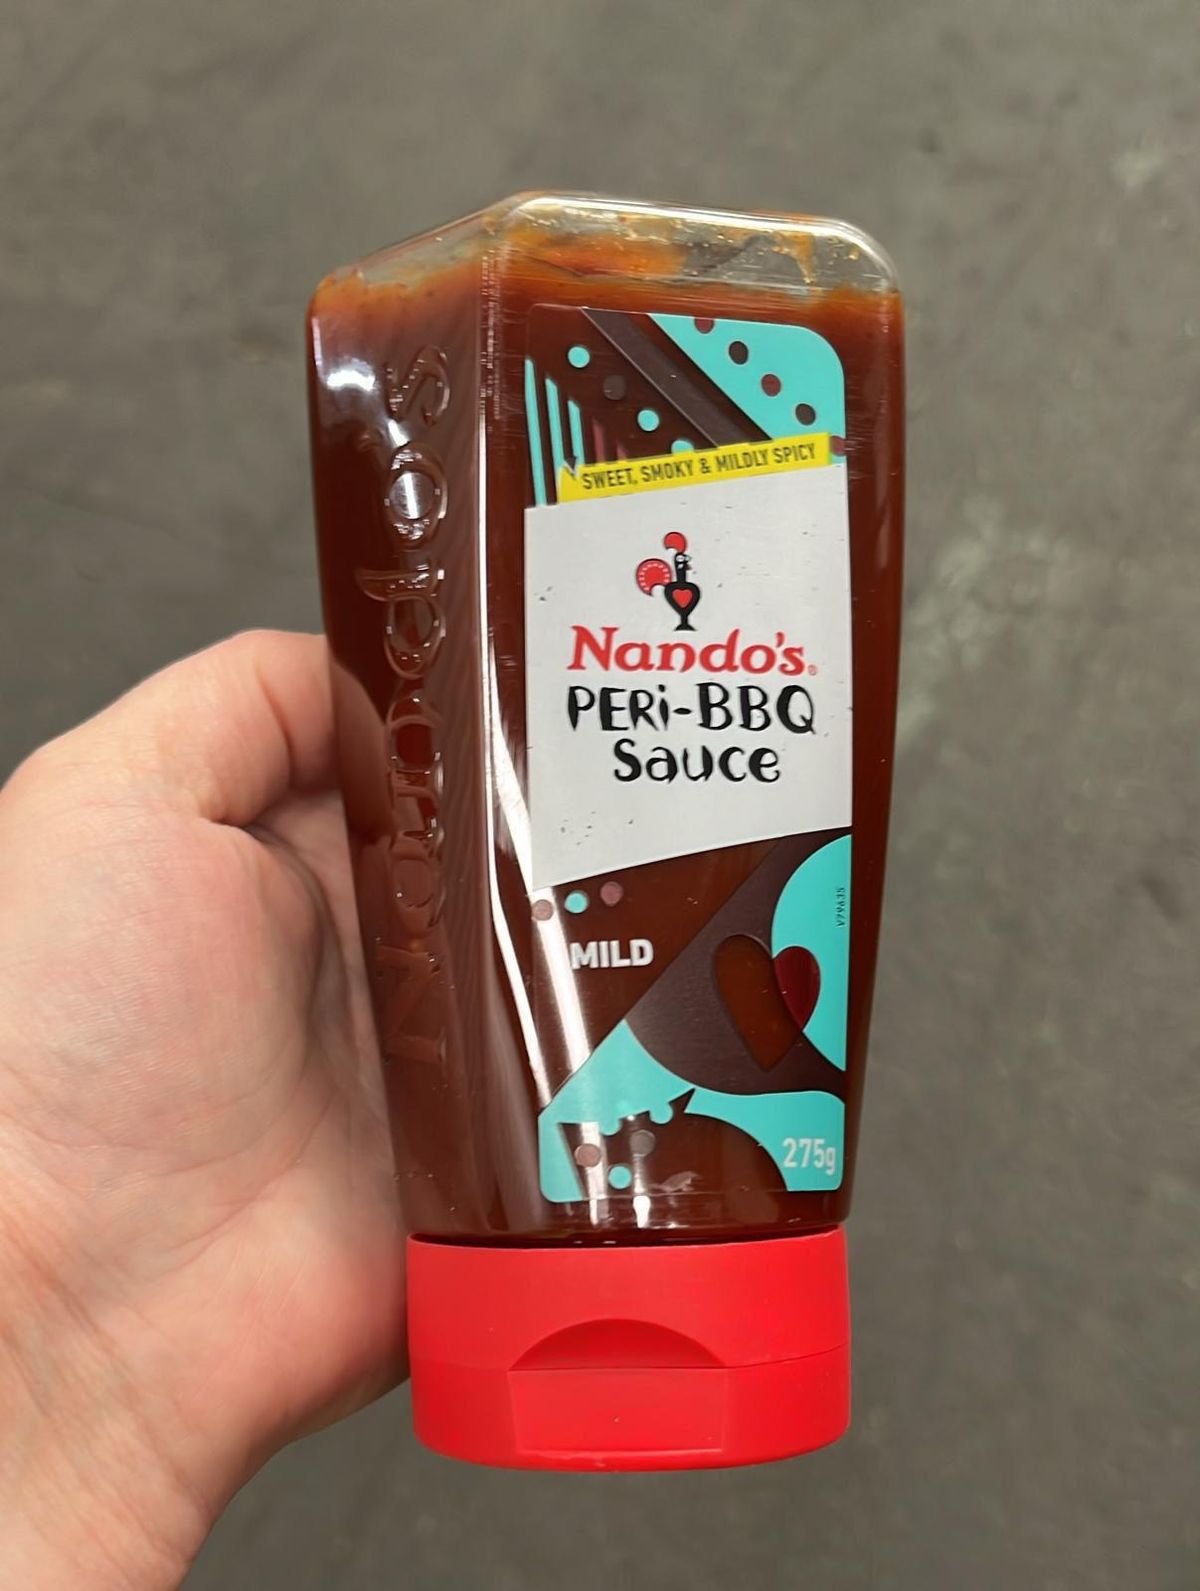 Nando's
SWEET, SMOKY & MILDLY SPICY
Nando's®
PERi-BBQ
Sauce
MILD
275g